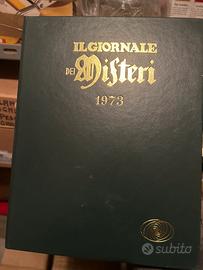 IL GIORNALE
DEI Misteri
1973
subito